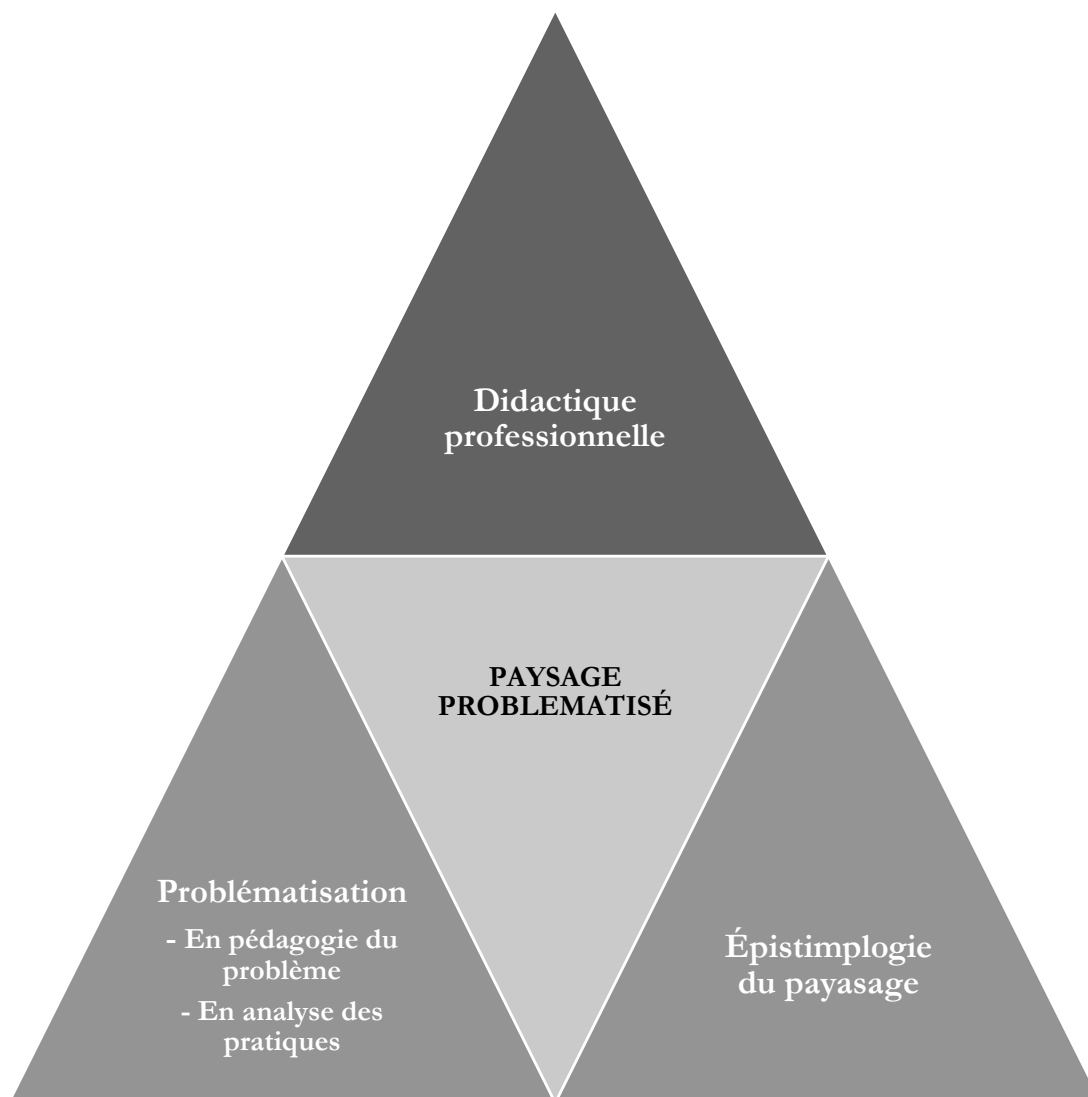 Didactique
professionnelle
PAYSAGE
PROBLEMATISÉ
Problématisation
- En pédagogie du
problème
- En analyse des
pratiques
Épistimplogie
du payasage